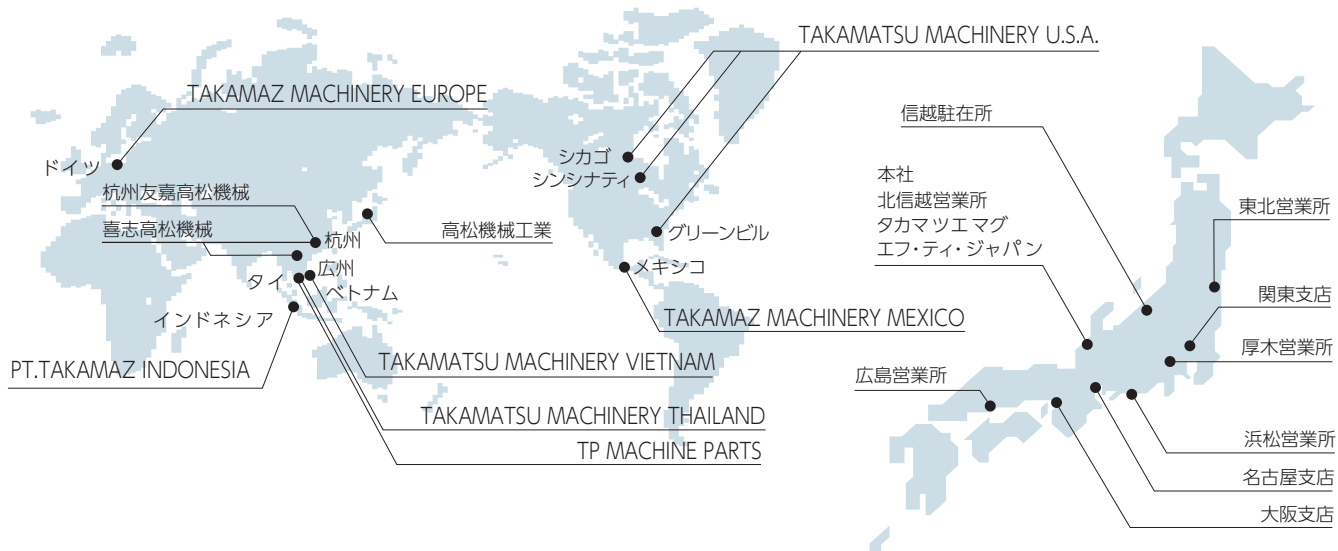 TAKAMATSU MACHINERY U.S.A.
TAKAMAZ MACHINERY EUROPE
ドイツ
杭州友嘉高松機械
喜志高松機械
杭州
広州
タイ
ベトナム
インドネシア
高松機械工業
シカゴ
シンシナティ
グリーンビル
メキシコ
TAKAMAZ MACHINERY MEXICO
PT.TAKAMAZ INDONESIA
TAKAMATSU MACHINERY VIETNAM
TAKAMATSU MACHINERY THAILAND
TP MACHINE PARTS
信越駐在所
本社
北信越営業所
タカマツエマグ
エフ・ティ・ジャパン
東北営業所
関東支店
厚木営業所
広島営業所
浜松営業所
名古屋支店
大阪支店